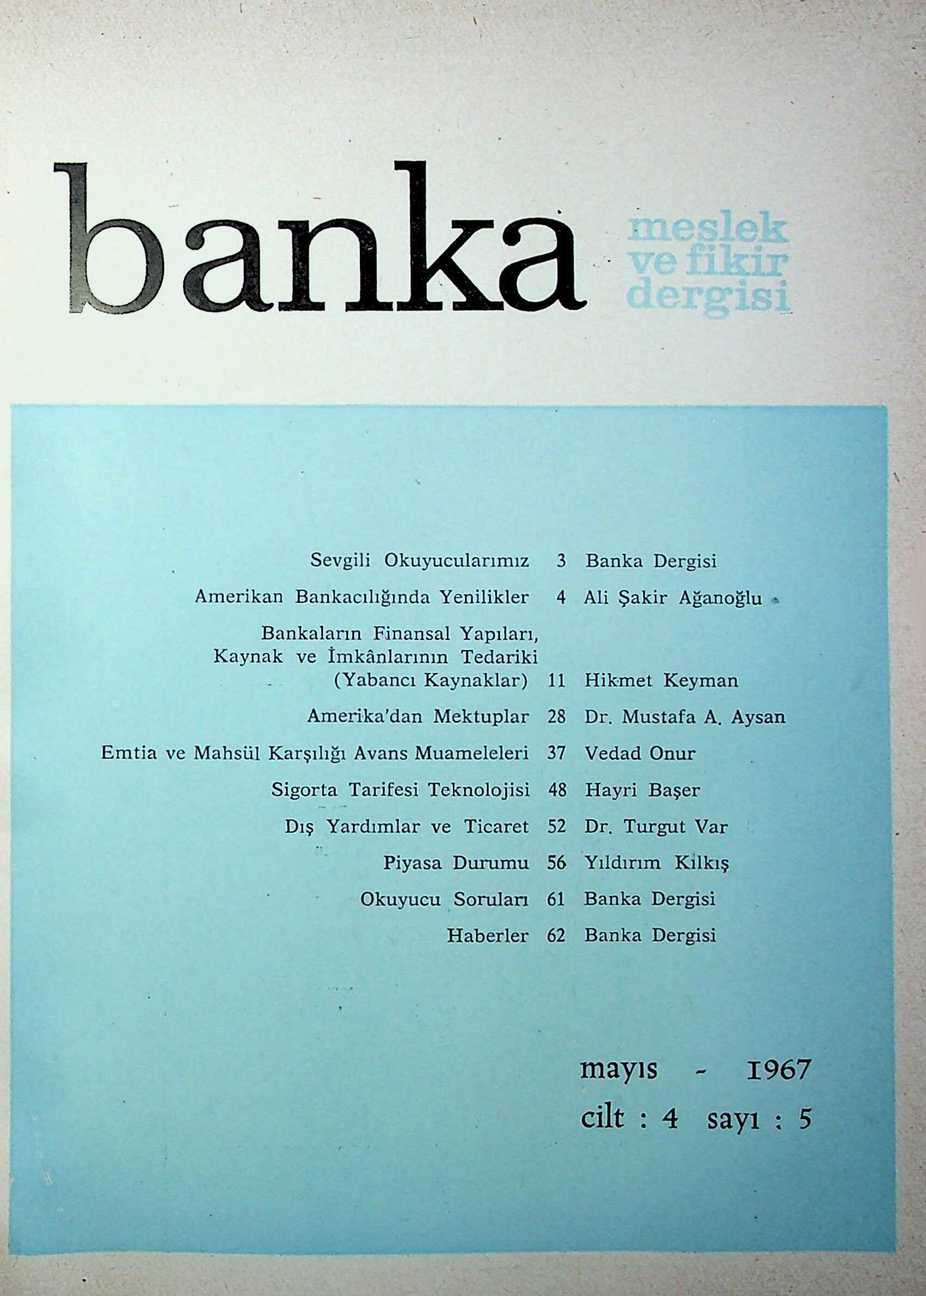 banka
meslek
ve fikir
dergisi
Sevgili Okuyucularımız 3 Banka Dergisi
Amerikan Bankacılığında Yenilikler 4 Ali Şakir Ağanoğlu
Bankaların Finansal Yapıları,
Kaynak ve İmkânlarının Tedariki
(Yabancı Kaynaklar) 11 Hikmet Keyman
Amerika'dan Mektuplar 28 Dr. Mustafa A. Aysan
Emtia ve Mahsül Karşılığı Avans Muameleleri 37 Vedad Onur
Sigorta Tarifesi Teknolojisi 48 Hayri Başer
Dış Yardımlar ve Ticaret 52 Dr. Turgut Var
Piyasa Durumu 56 Yıldırım Kilkış
Okuyucu Soruları 61 Banka Dergisi
Haberler 62 Banka Dergisi
mayıs - 1967
cilt : 4 sayı : 5